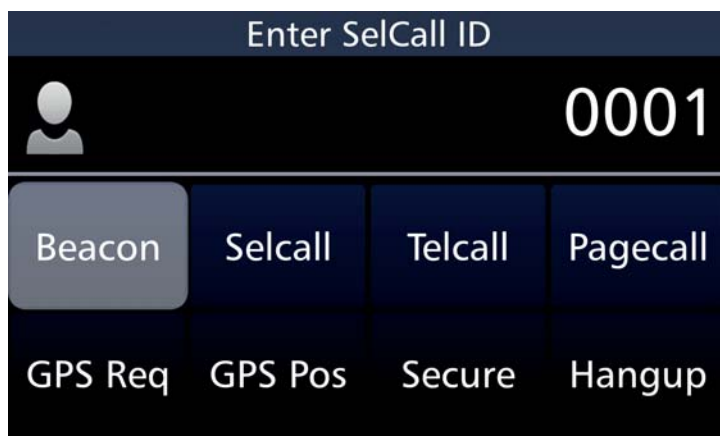 Enter SelCall ID
0001
Beacon Selcall Telcall Pagecall
GPS Req GPS Pos Secure Hangup